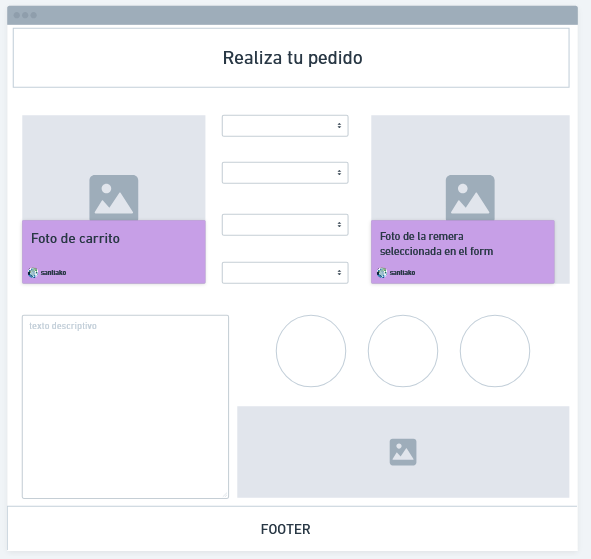 Realiza tu pedido
Foto de carrito
santiako
Foto de la remera
seleccionada en el form
santiako
texto descriptivo
FOOTER